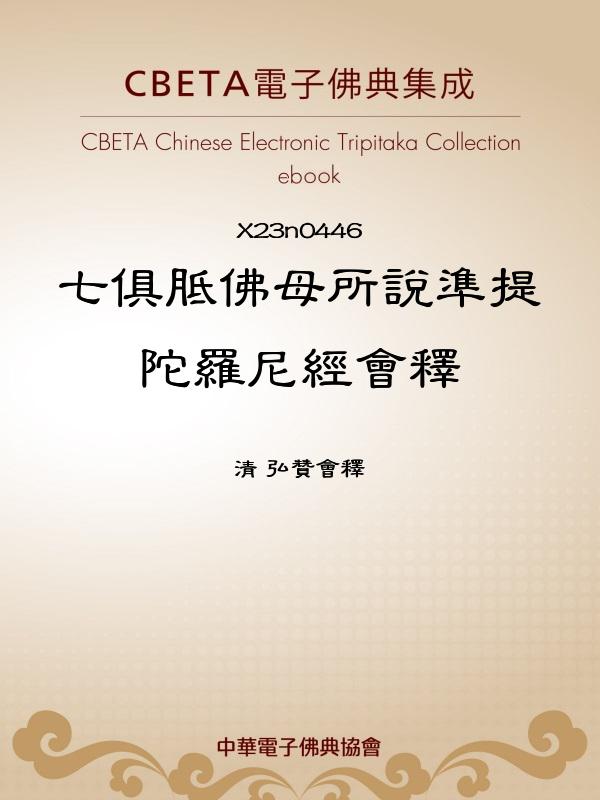 CBETA電子佛典集成
CBETA Chinese Electronic Tripitaka Collection
ebook
X23n0446
七俱胝佛母所說準提
陀羅尼經會釋
清 弘賛會釋
中華電子佛典協會